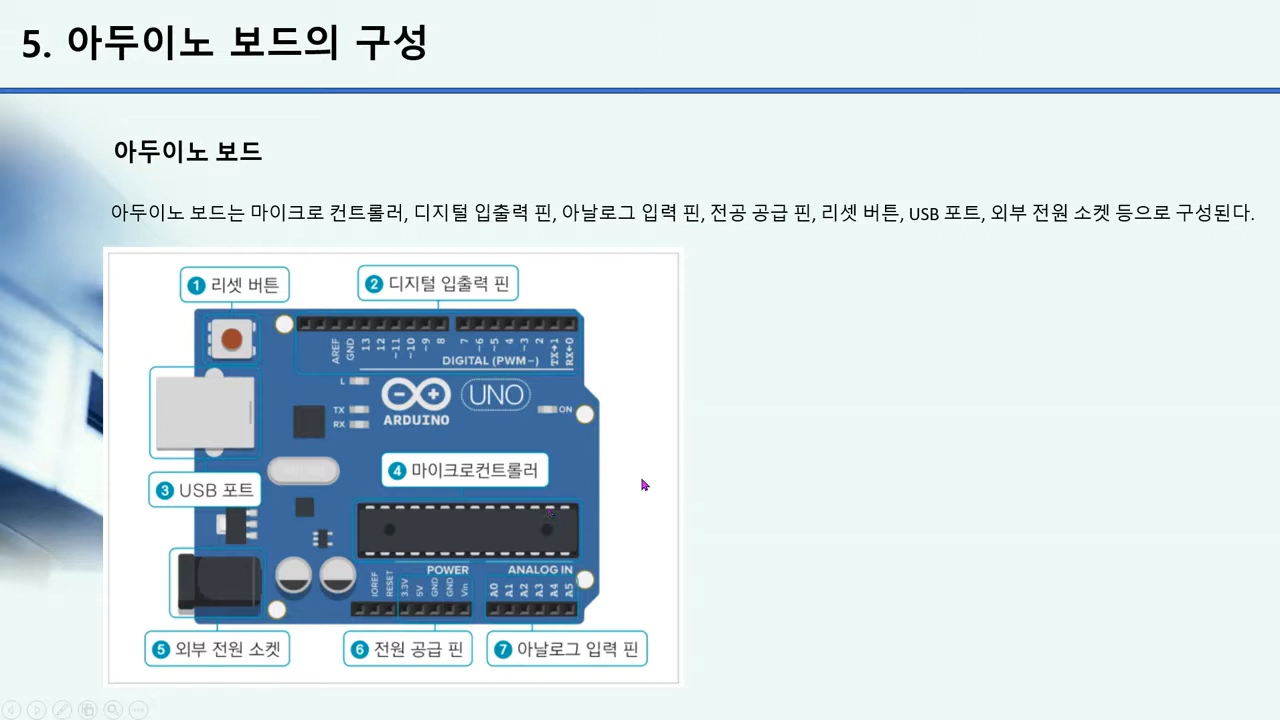 5. 아두이노 보드의 구성
아두이노 보드
아두이노 보드는 마이크로 컨트롤러, 디지털 입출력 핀, 아날로그 입력 핀, 전공 공급 핀, 리셋 버튼, USB 포트, 외부 전원 소켓 등으로 구성된다.
1 리셋 버튼
2 디지털 입출력 핀
AREF GND 13 12 ~11 ~10 ~9 8 7 ~6 ~5 4 ~3 2 TX→1 RX←0
DIGITAL (PWM~)
L
TX
RX
ARDUINO
UNO
ON
4 마이크로컨트롤러
3 USB 포트
POWER
ANALOG IN
IOREF RESET 3.3V 5V GND GND Vin
A0 A1 A2 A3 A4 A5
5 외부 전원 소켓
6 전원 공급 핀
7 아날로그 입력 핀